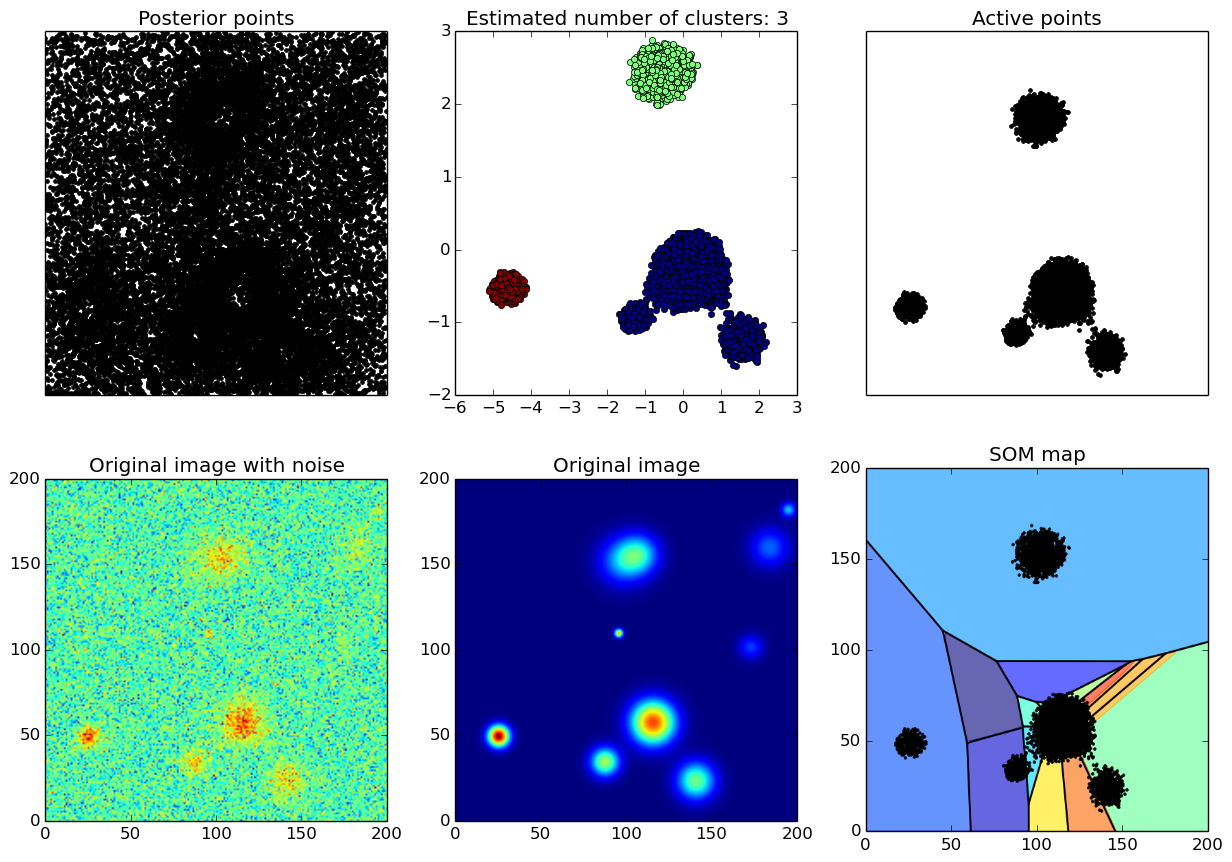 Posterior points
Estimated number of clusters: 3
Active points
3
2
1
0
−1
−2
−6 −5 −4 −3 −2 −1 0 1 2 3
Original image with noise
Original image
SOM map
200
150
100
50
0
0 50 100 150 200
200
150
100
50
0
0 50 100 150 200
200
150
100
50
0
0 50 100 150 200